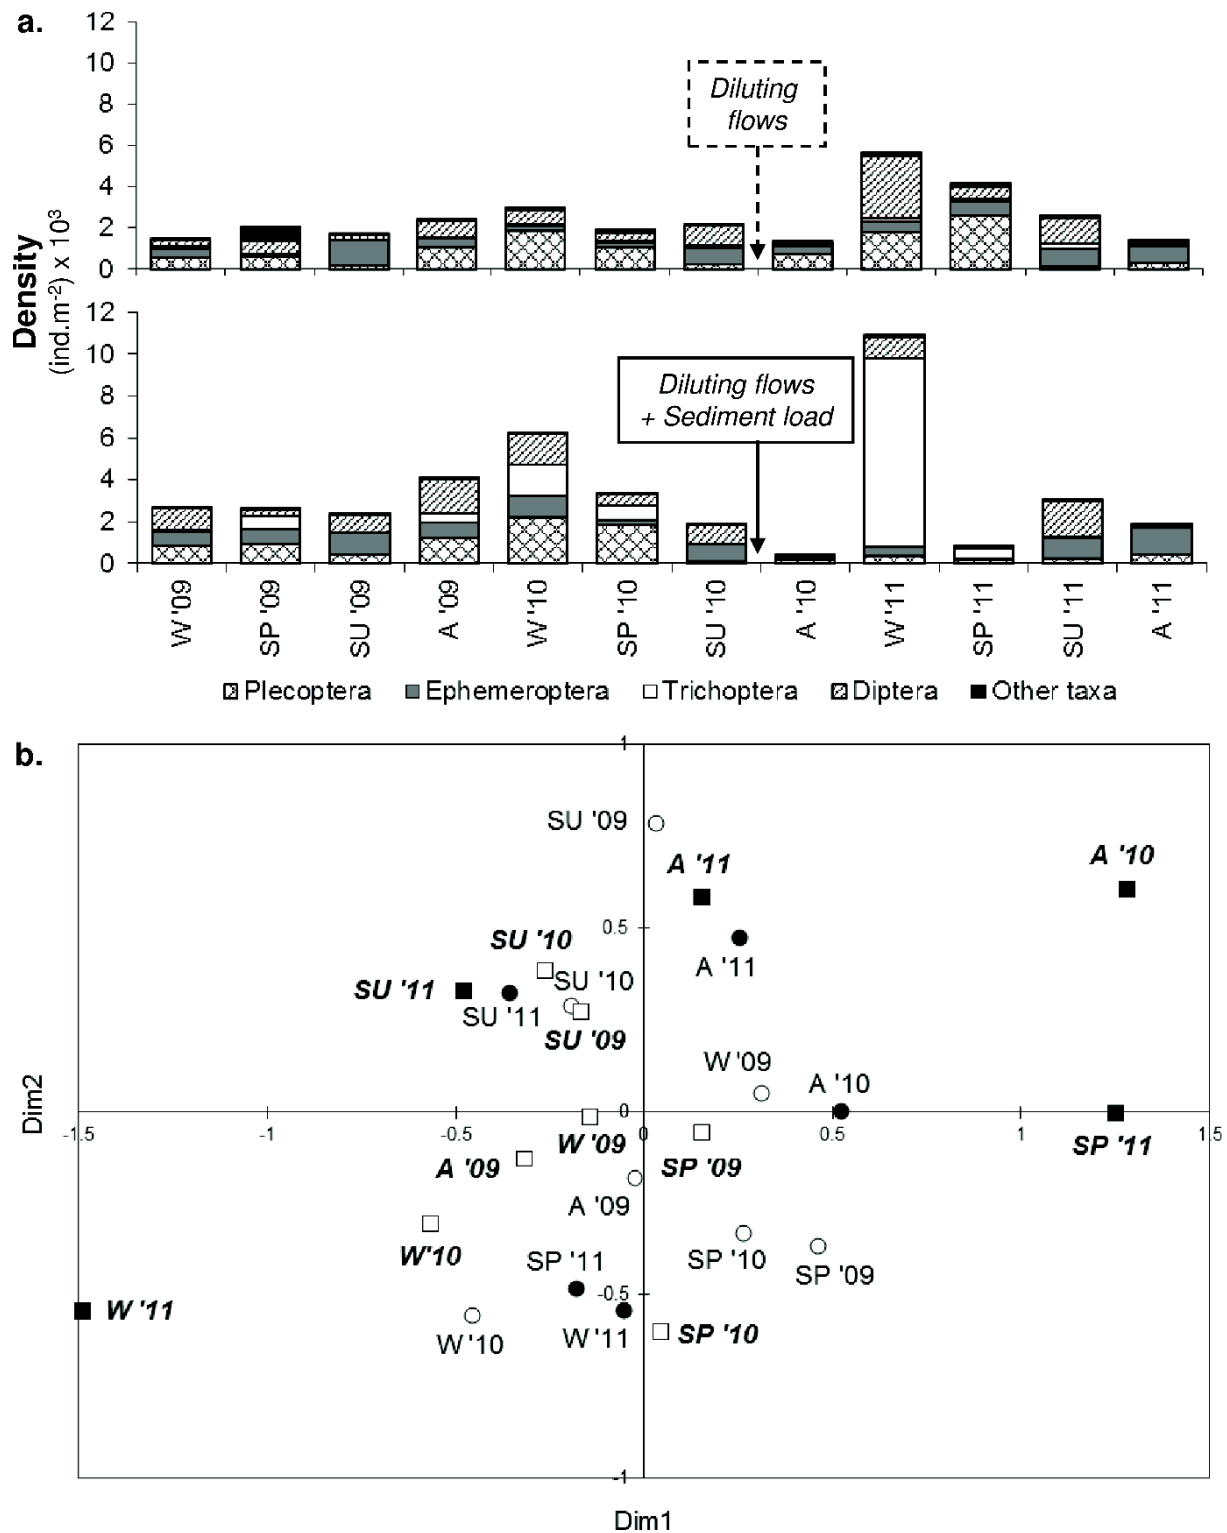 a.
12
10
8
6
4
2
0
Diluting
flows
Density
(ind.m-2) x 10³
12
10
8
6
4
2
0
Diluting flows
+ Sediment load
W '09
SP '09
SU '09
A '09
W '10
SP '10
SU '10
A '10
W '11
SP '11
SU '11
A '11
Plecoptera Ephemeroptera Trichoptera Diptera Other taxa
b.
1
SU '09
A '11
A '10
0.5
SU '10
A '11
SU '10
SU '11
SU '11
SU '09
W '09
A '10
Dim2
0
-1.5 -1 -0.5 0 0.5 1 1.5
W '09
SP '11
A '09
SP '09
A '09
W'10
SP '11
SP '10
SP '09
-0.5
W '11
W '10
W '11
SP '10
-1
Dim1